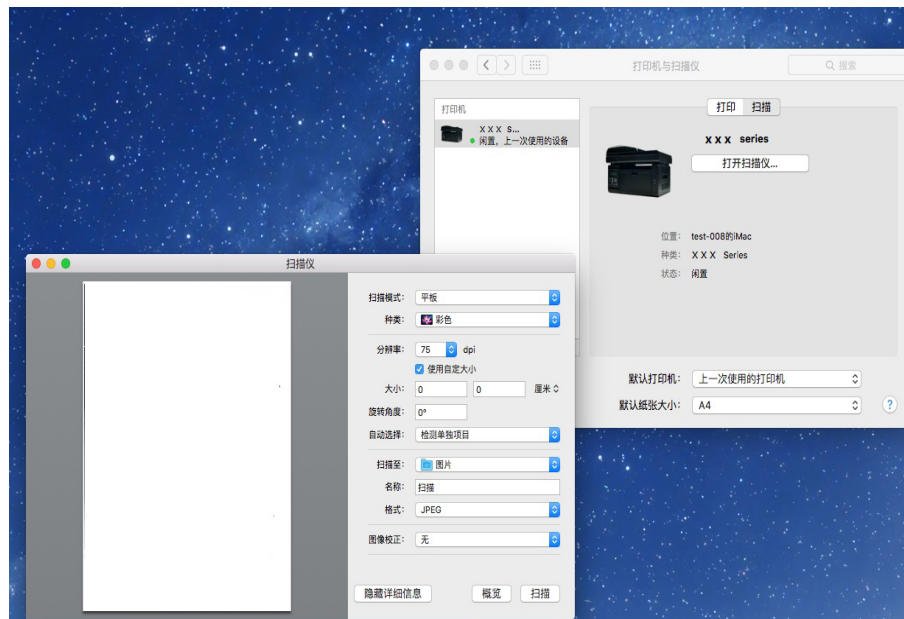 打印机与扫描仪
搜索
打印机
X X X S...
闲置，上一次使用的设备
打印 扫描
X X X series
打开扫描仪...
位置： test-008的iMac
种类： X X X Series
状态： 闲置
默认打印机： 上一次使用的打印机
默认纸张大小： A4
?
扫描仪
扫描模式： 平板
种类： 彩色
分辨率： 75 dpi
使用自定大小
大小： 0 0 厘米
旋转角度： 0°
自动选择： 检测单独项目
扫描至： 图片
名称： 扫描
格式： JPEG
图像校正： 无
隐藏详细信息 概览 扫描